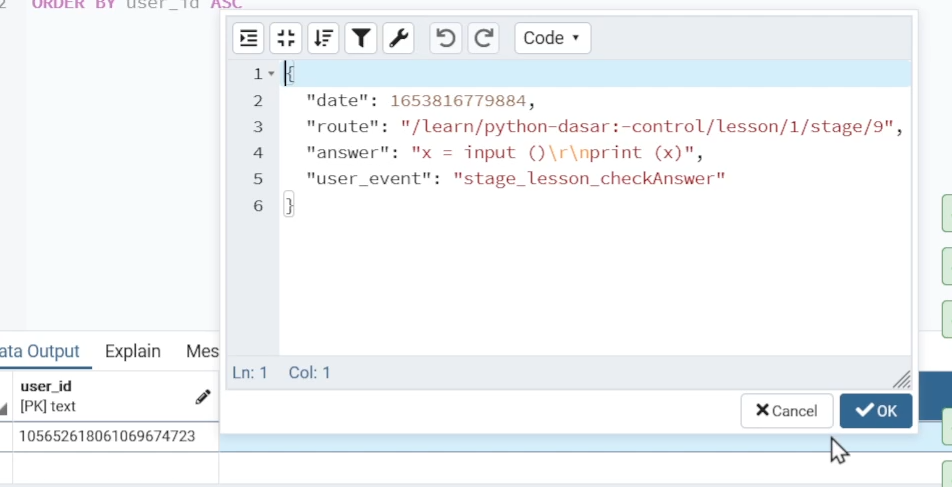 2 ORDER BY user_id ASC
Code
1 {
2 "date": 1653816779884,
3 "route": "/learn/python-dasar:-control/lesson/1/stage/9",
4 "answer": "x = input ()\r\nprint (x)",
5 "user_event": "stage_lesson_checkAnswer"
6 }
Ln: 1 Col: 1
Cancel OK
ata Output Explain Mes
user_id
[PK] text
105652618061069674723